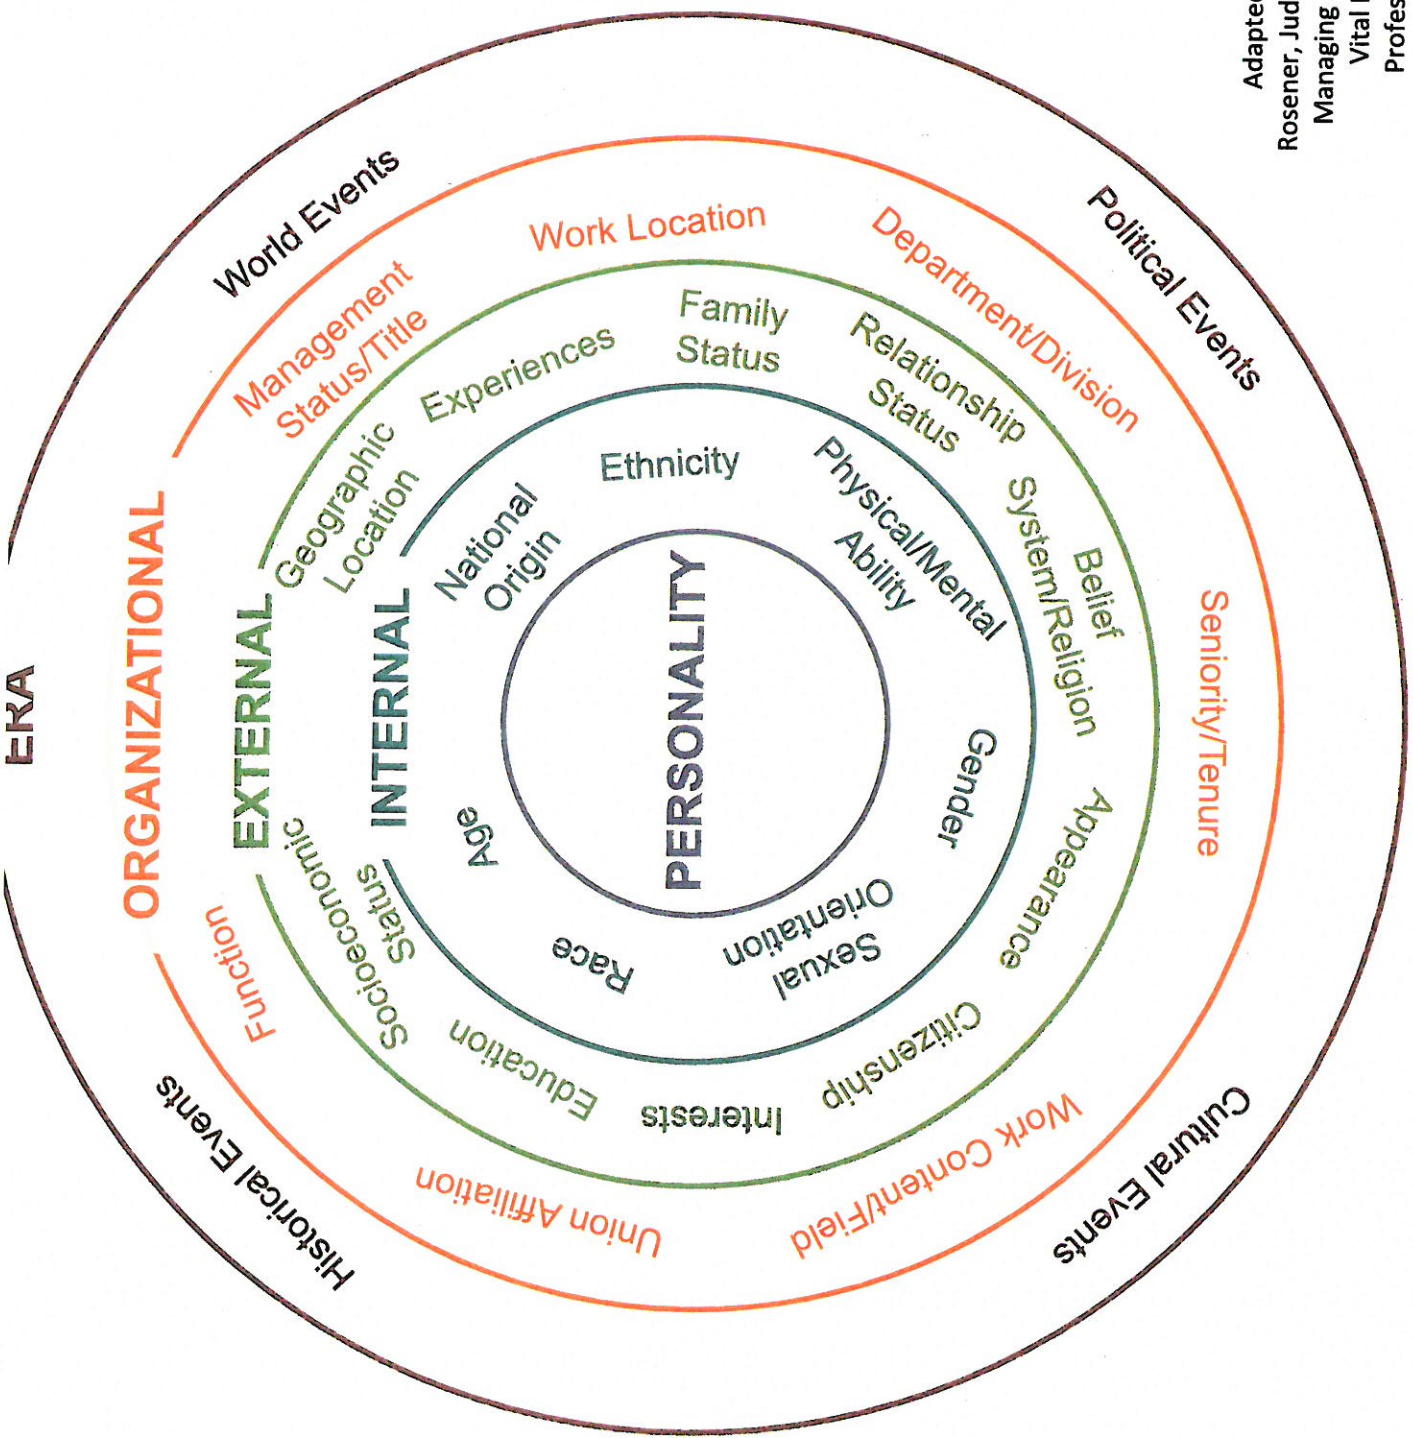 ERA
World Events
Political Events
Cultural Events
Historical Events
ORGANIZATIONAL
Management
Status/Title
Work Location
Department/Division
Seniority/Tenure
Work Content/Field
Union Affiliation
Function
EXTERNAL
Geographic
Location
Experiences
Family
Status
Relationship
Status
Belief
System/Religion
Appearance
Citizenship
Interests
Education
Socioeconomic
Status
INTERNAL
National
Origin
Ethnicity
Physical/Mental
Ability
Gender
Sexual
Orientation
Race
Age
PERSONALITY
Adapted
Rosener, Jud
Managing
Vital
Profes